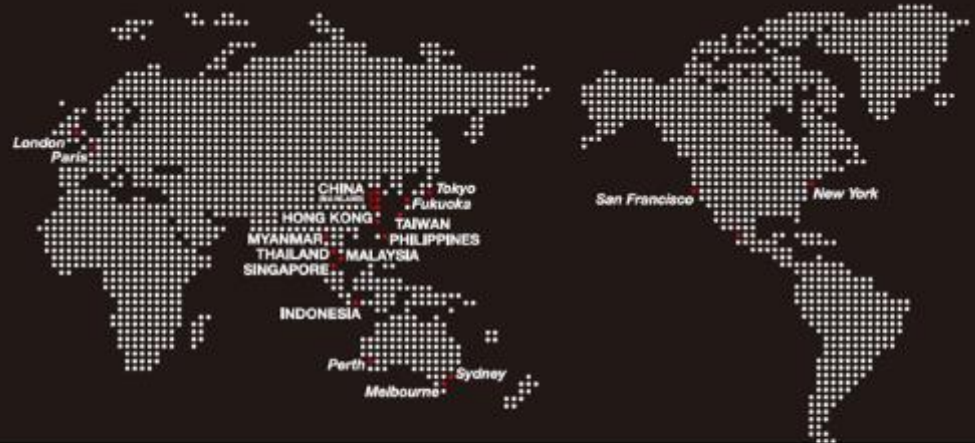 London
Paris
CHINA
Tokyo
Fukuoka
HONG KONG
TAIWAN
MYANMAR
PHILIPPINES
THAILAND
MALAYSIA
SINGAPORE
INDONESIA
Perth
Sydney
Melbourne
San Francisco
New York